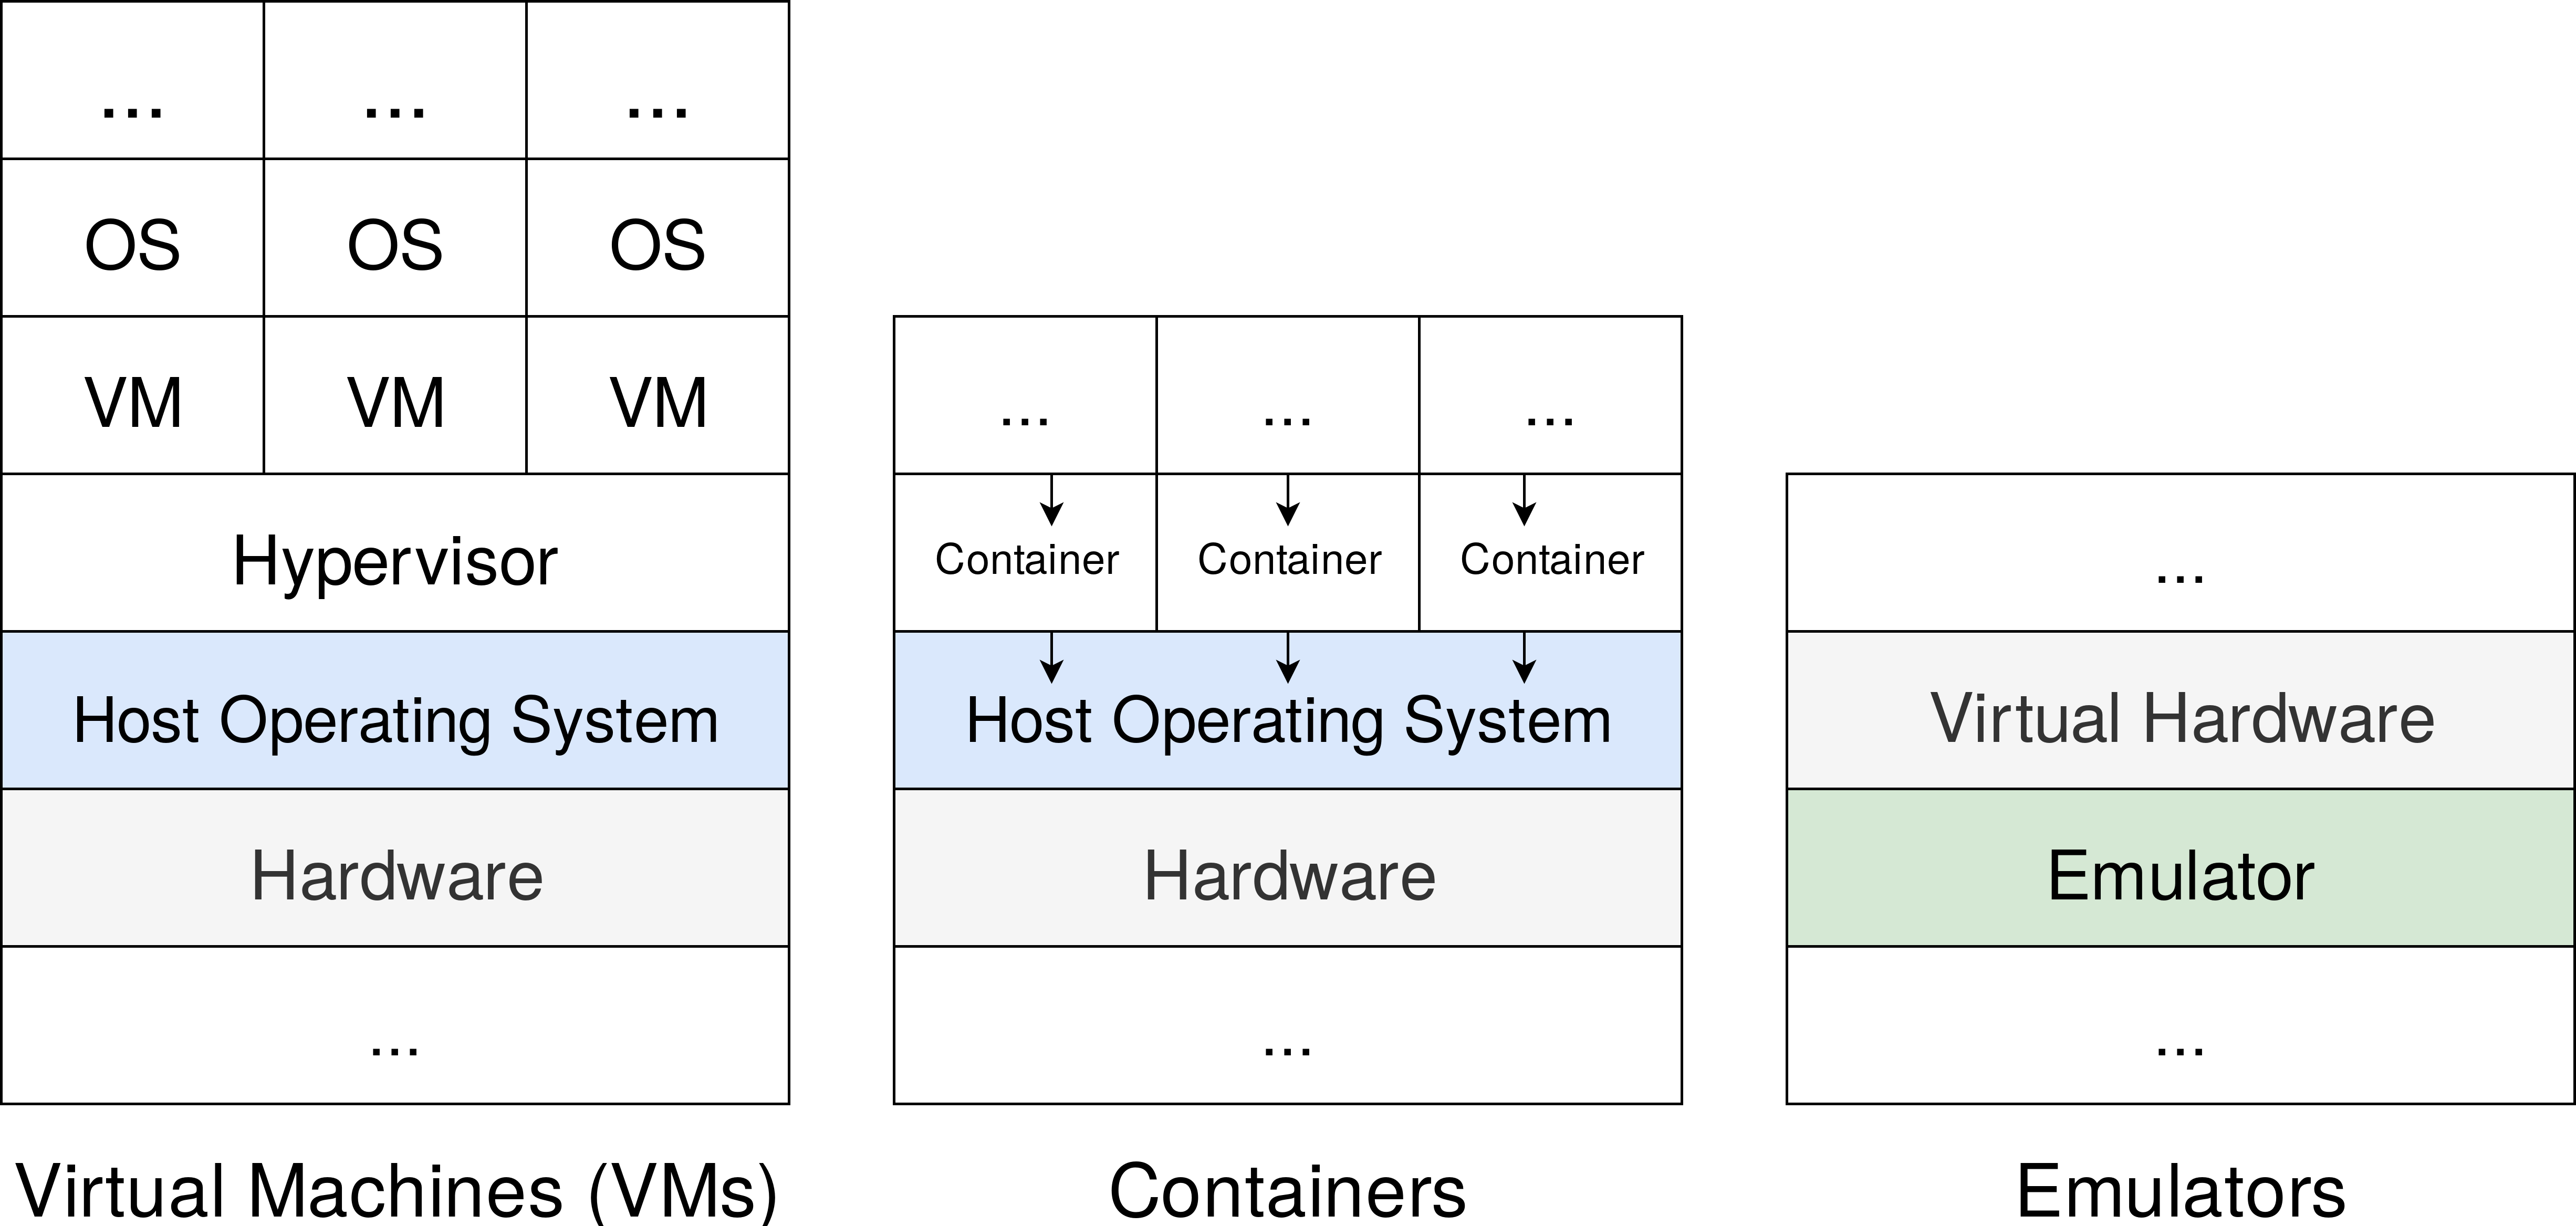 ... ... ...
OS OS OS
VM VM VM
Hypervisor
Host Operating System
Hardware
...
Virtual Machines (VMs)
... ... ...
Container Container Container
Host Operating System
Hardware
...
Containers
...
Virtual Hardware
Emulator
...
Emulators